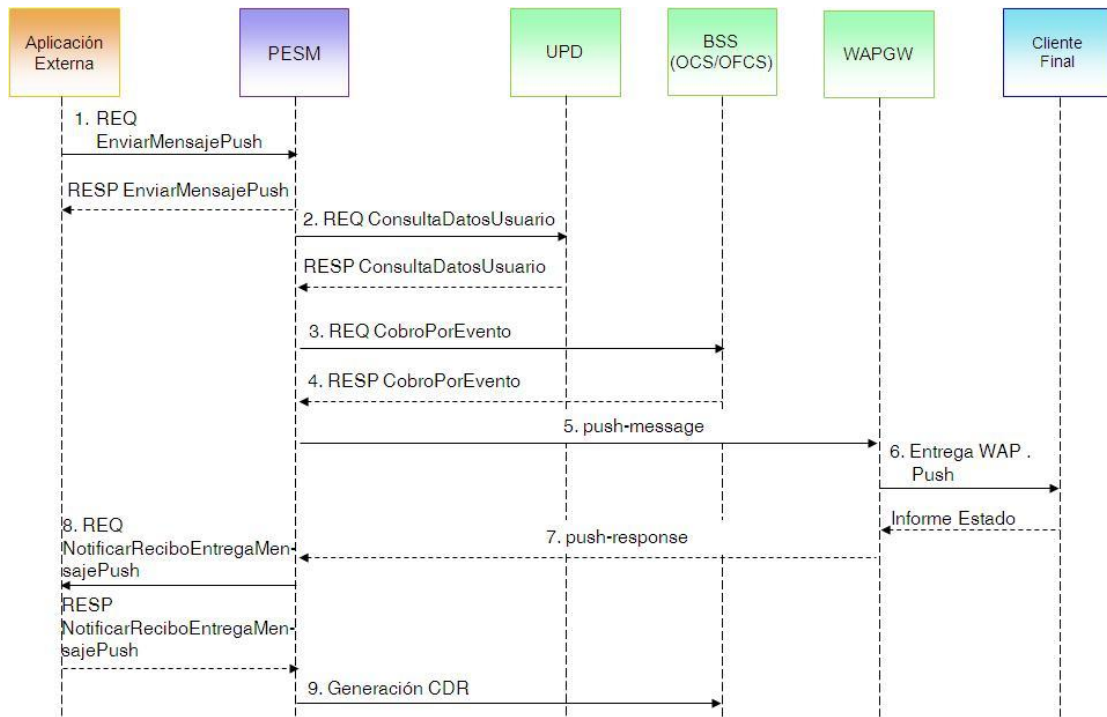 Aplicación
Externa
PESM
UPD
BSS
(OCS/OFCS)
WAPGW
Cliente
Final
1. REQ
EnviarMensajePush
RESP EnviarMensajePush
2. REQ ConsultaDatosUsuario
RESP ConsultaDatosUsuario
3. REQ CobroPorEvento
4. RESP CobroPorEvento
5. push-message
6. Entrega WAP .
Push
Informe Estado
7. push-response
8. REQ
NotificarReciboEntregaMen-
sajePush
RESP
NotificarReciboEntregaMen-
sajePush
9. Generación CDR